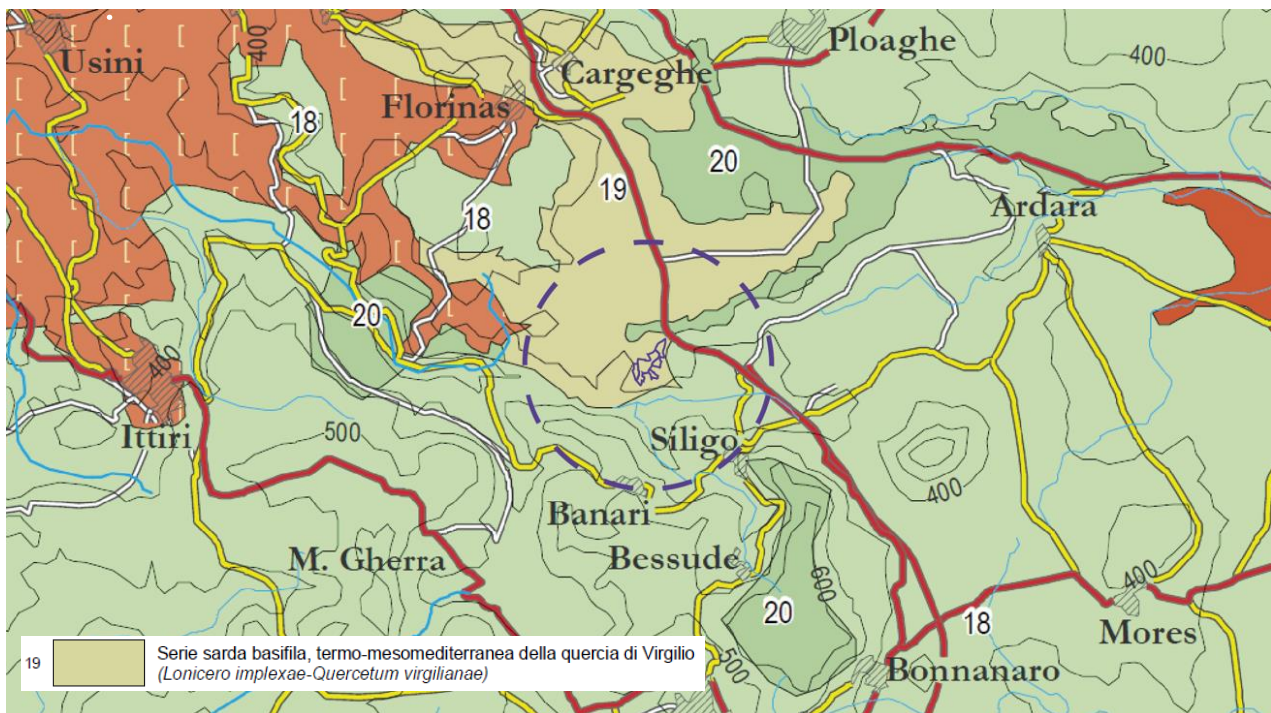 400
Usini
Ploaghe
400
Cargeghe
Florinas
18
20
19
18
Ardara
20
400
Ittiri
500
Siligo
400
Banari
M. Gherra
Bessude
600
400
20
18
Mores
500
Bonnanaro
19
Serie sarda basifila, termo-mesomediterranea della quercia di Virgilio
(Lonicero implexae-Quercetum virgilianae)